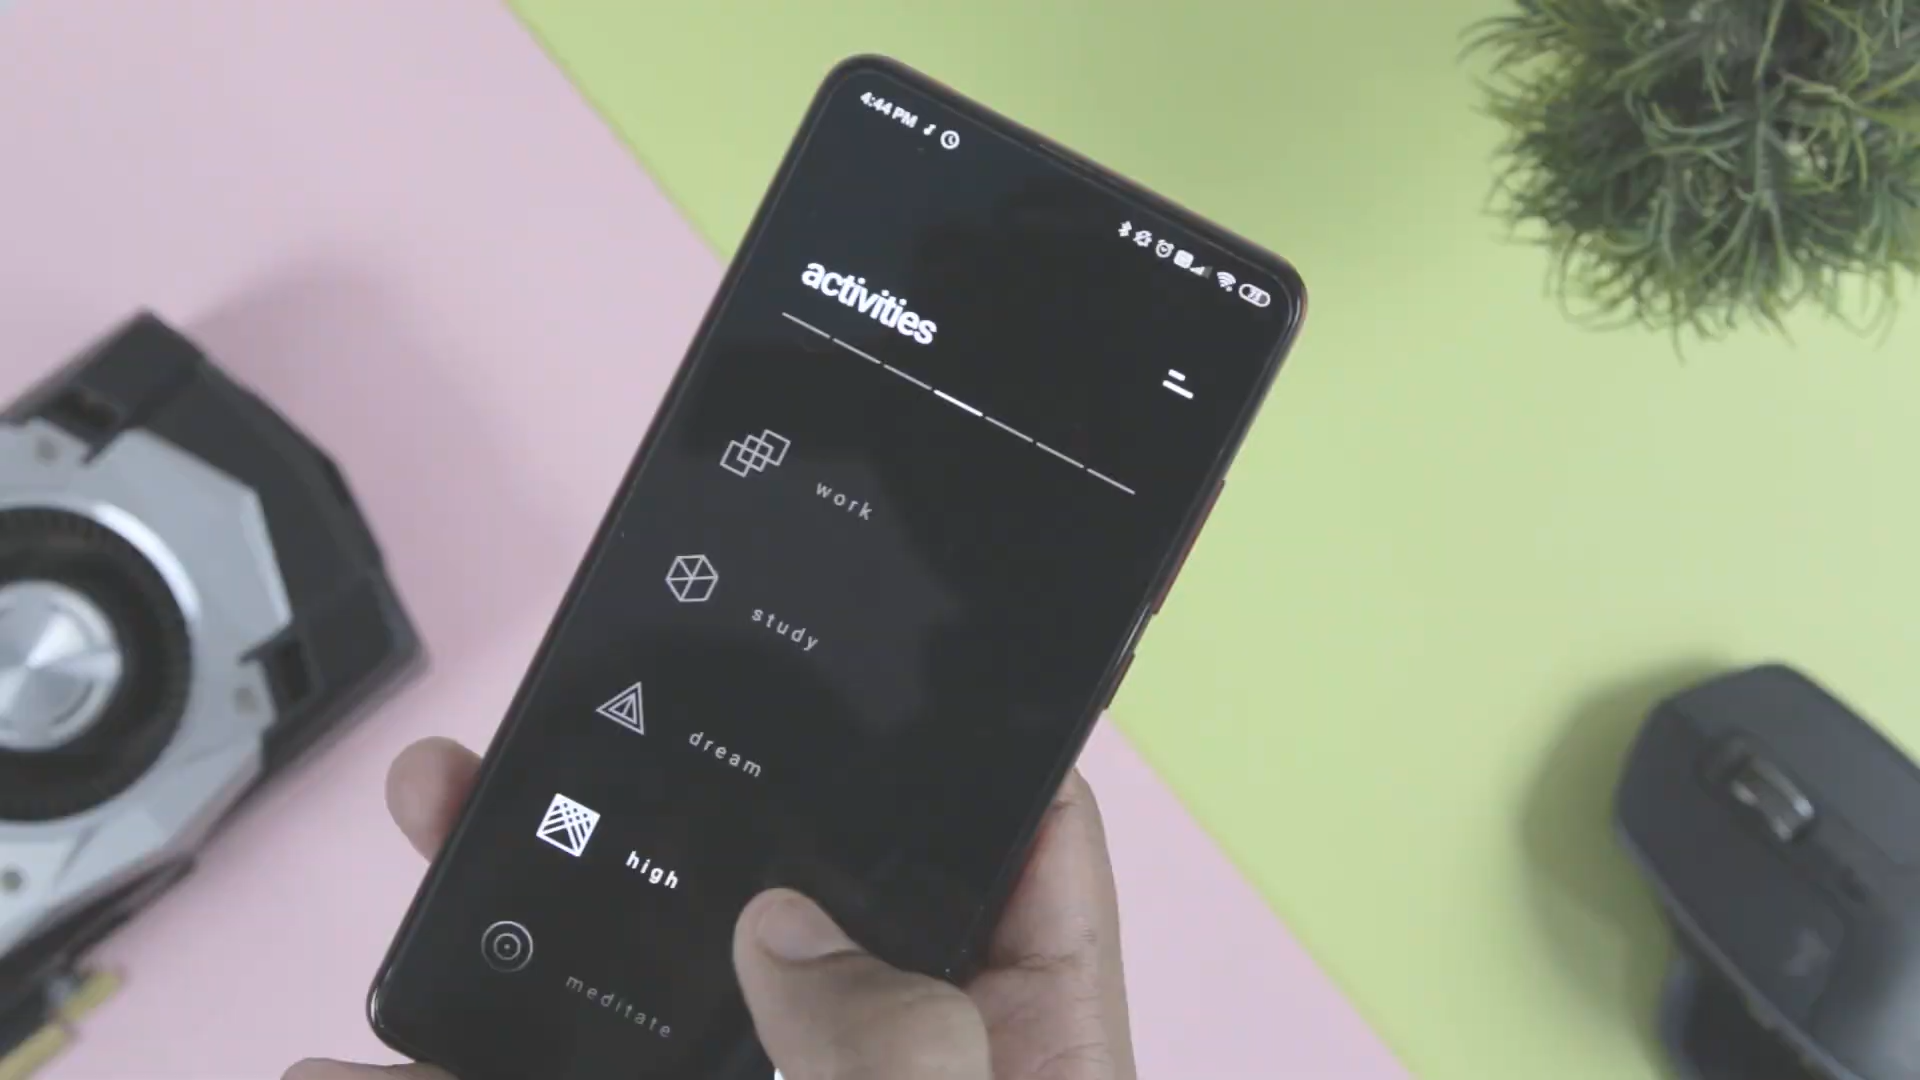 4:44 PM
activities
work
study
dream
high
meditate